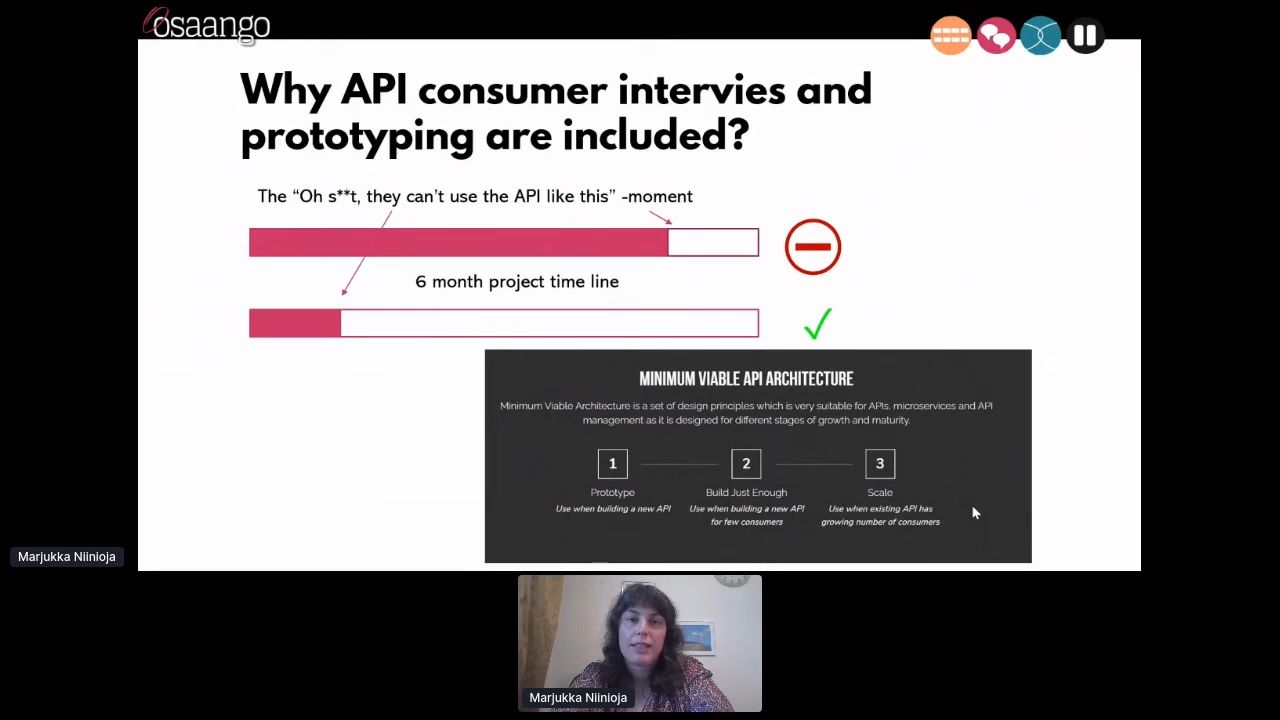 Osaango
Why API consumer intervies and
prototyping are included?
The “Oh s**t, they can’t use the API like this” -moment
6 month project time line
MINIMUM VIABLE API ARCHITECTURE
Minimum Viable Architecture is a set of design principles which is very suitable for APIs, microservices and API
management as it is designed for different stages of growth and maturity.
1
2
3
Prototype
Build Just Enough
Scale
Use when building a new API
Use when building a new API
for few consumers
Use when existing API has
growing number of consumers
Marjukka Niinioja
Marjukka Niinioja